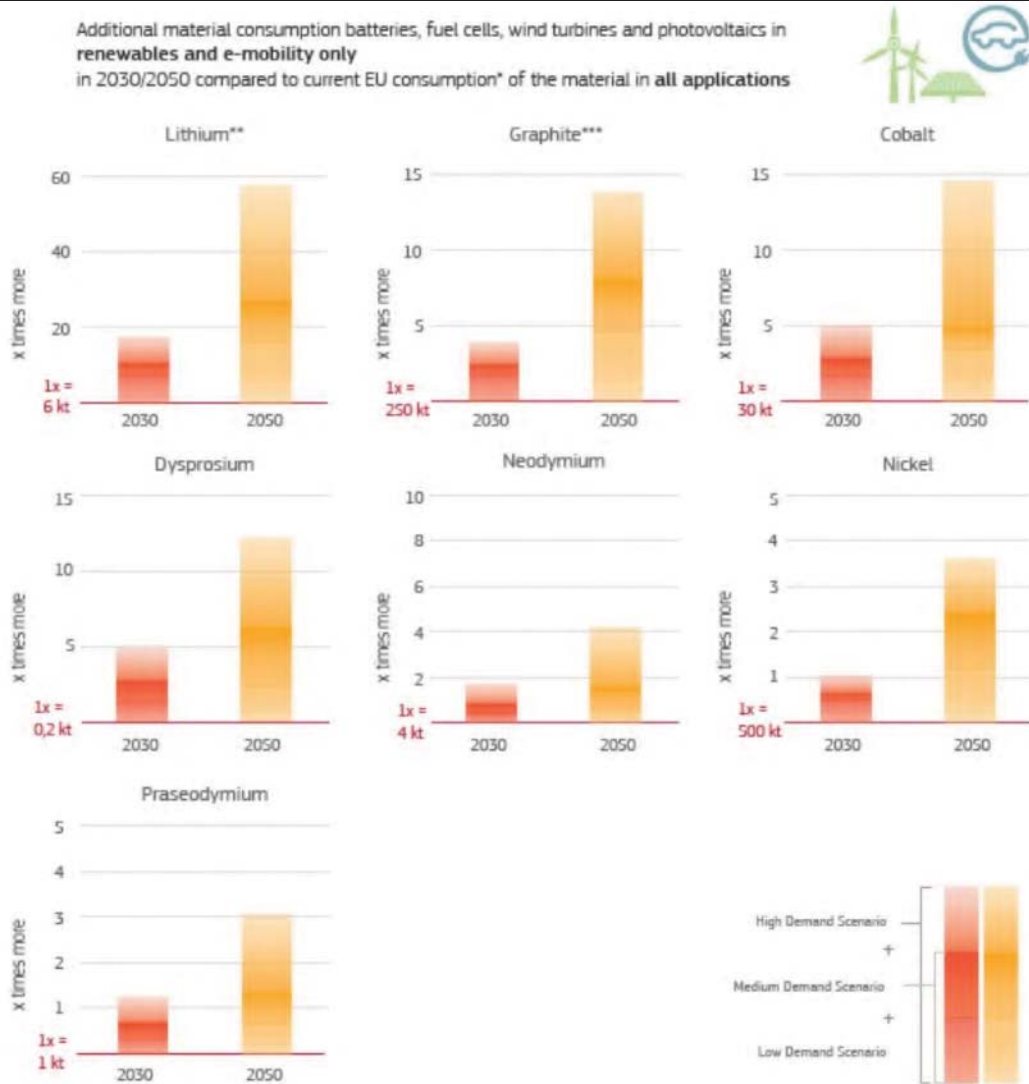 Additional material consumption batteries, fuel cells, wind turbines and photovoltaics in
renewables and e-mobility only
in 2030/2050 compared to current EU consumption* of the material in all applications
Lithium**
60
40
20
x times more
1x =
6 kt
2030
2050
Graphite***
15
10
5
x times more
1x =
250 kt
2030
2050
Cobalt
15
10
5
x times more
1x =
30 kt
2030
2050
Dysprosium
15
10
5
x times more
1x =
0,2 kt
2030
2050
Neodymium
10
8
6
4
2
x times more
1x =
4 kt
2030
2050
Nickel
5
4
3
2
1
x times more
1x =
500 kt
2030
2050
Praseodymium
5
4
3
2
1
x times more
1x =
1 kt
2030
2050
High Demand Scenario
+
Medium Demand Scenario
+
Low Demand Scenario